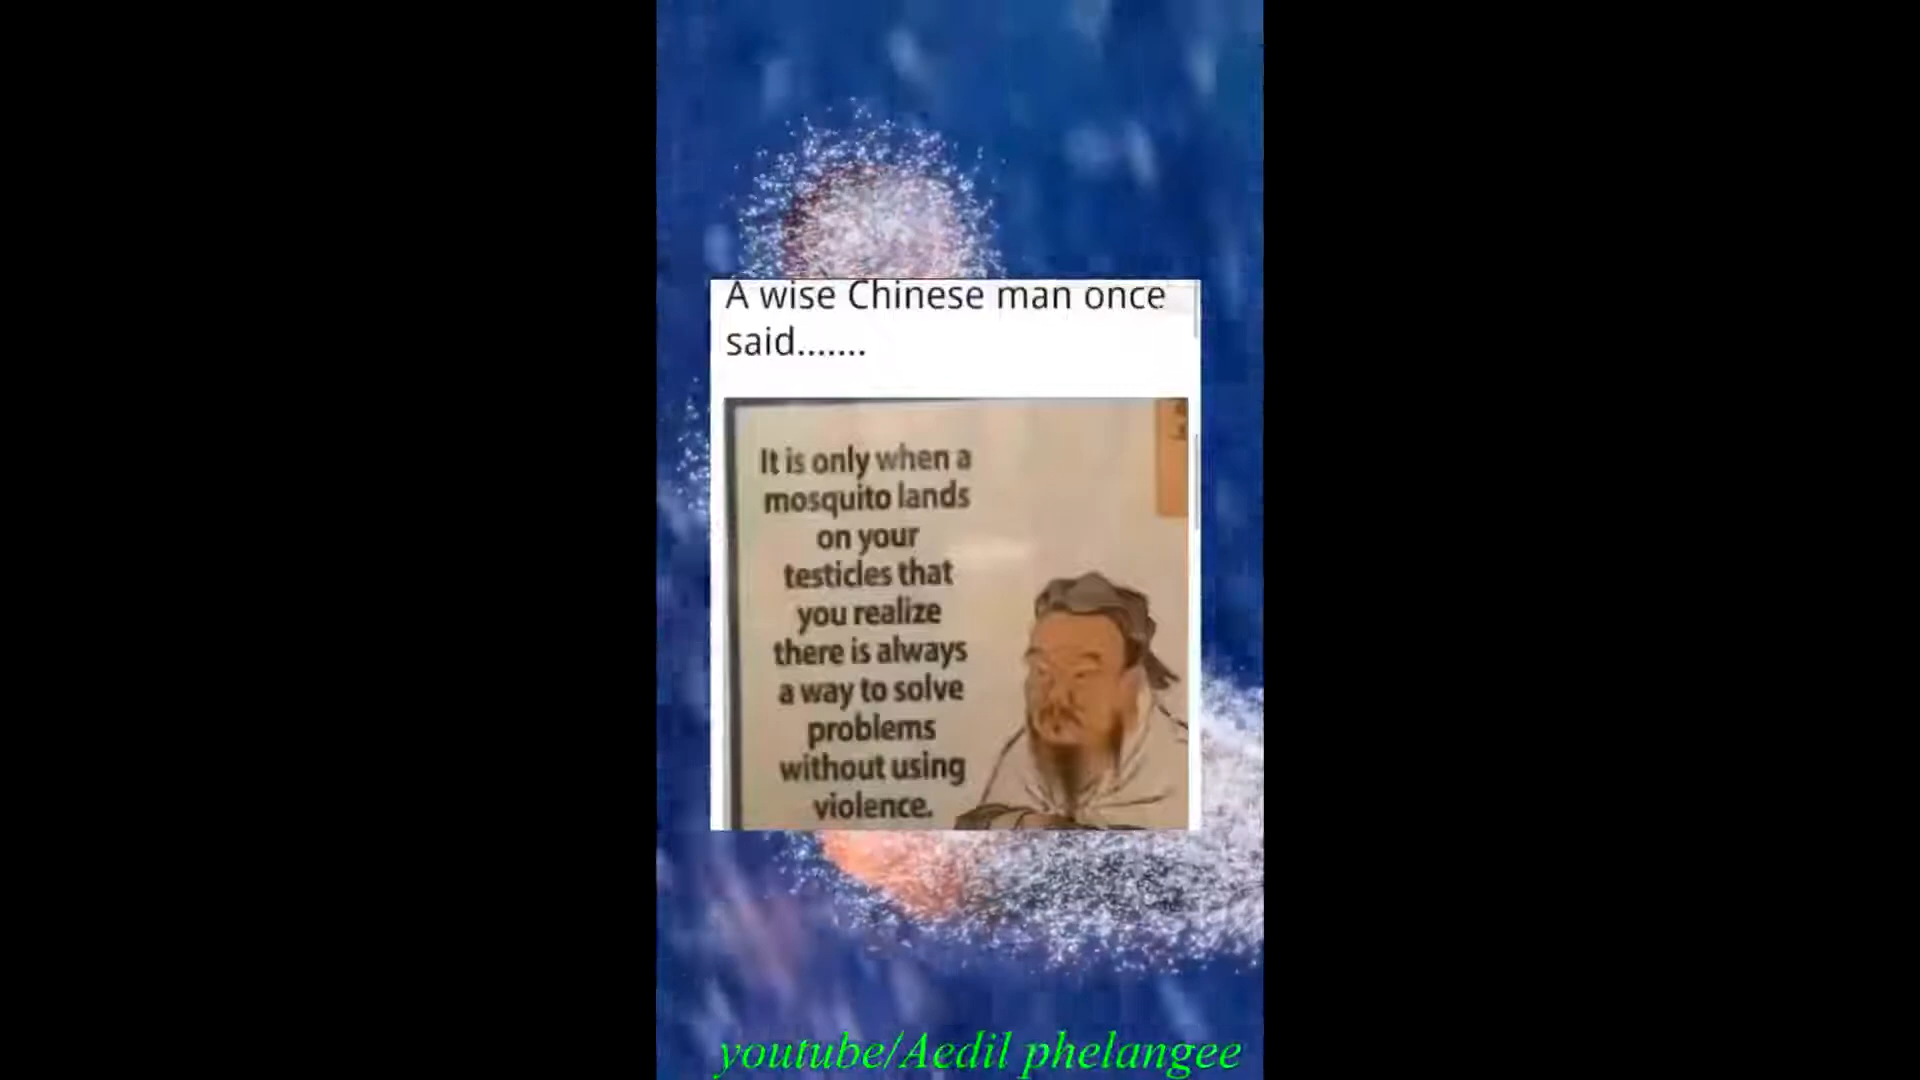 A wise Chinese man once
said.......
It is only when a
mosquito lands
on your
testicles that
you realize
there is always
a way to solve
problems
without using
violence.
youtube/Aedil phelangee